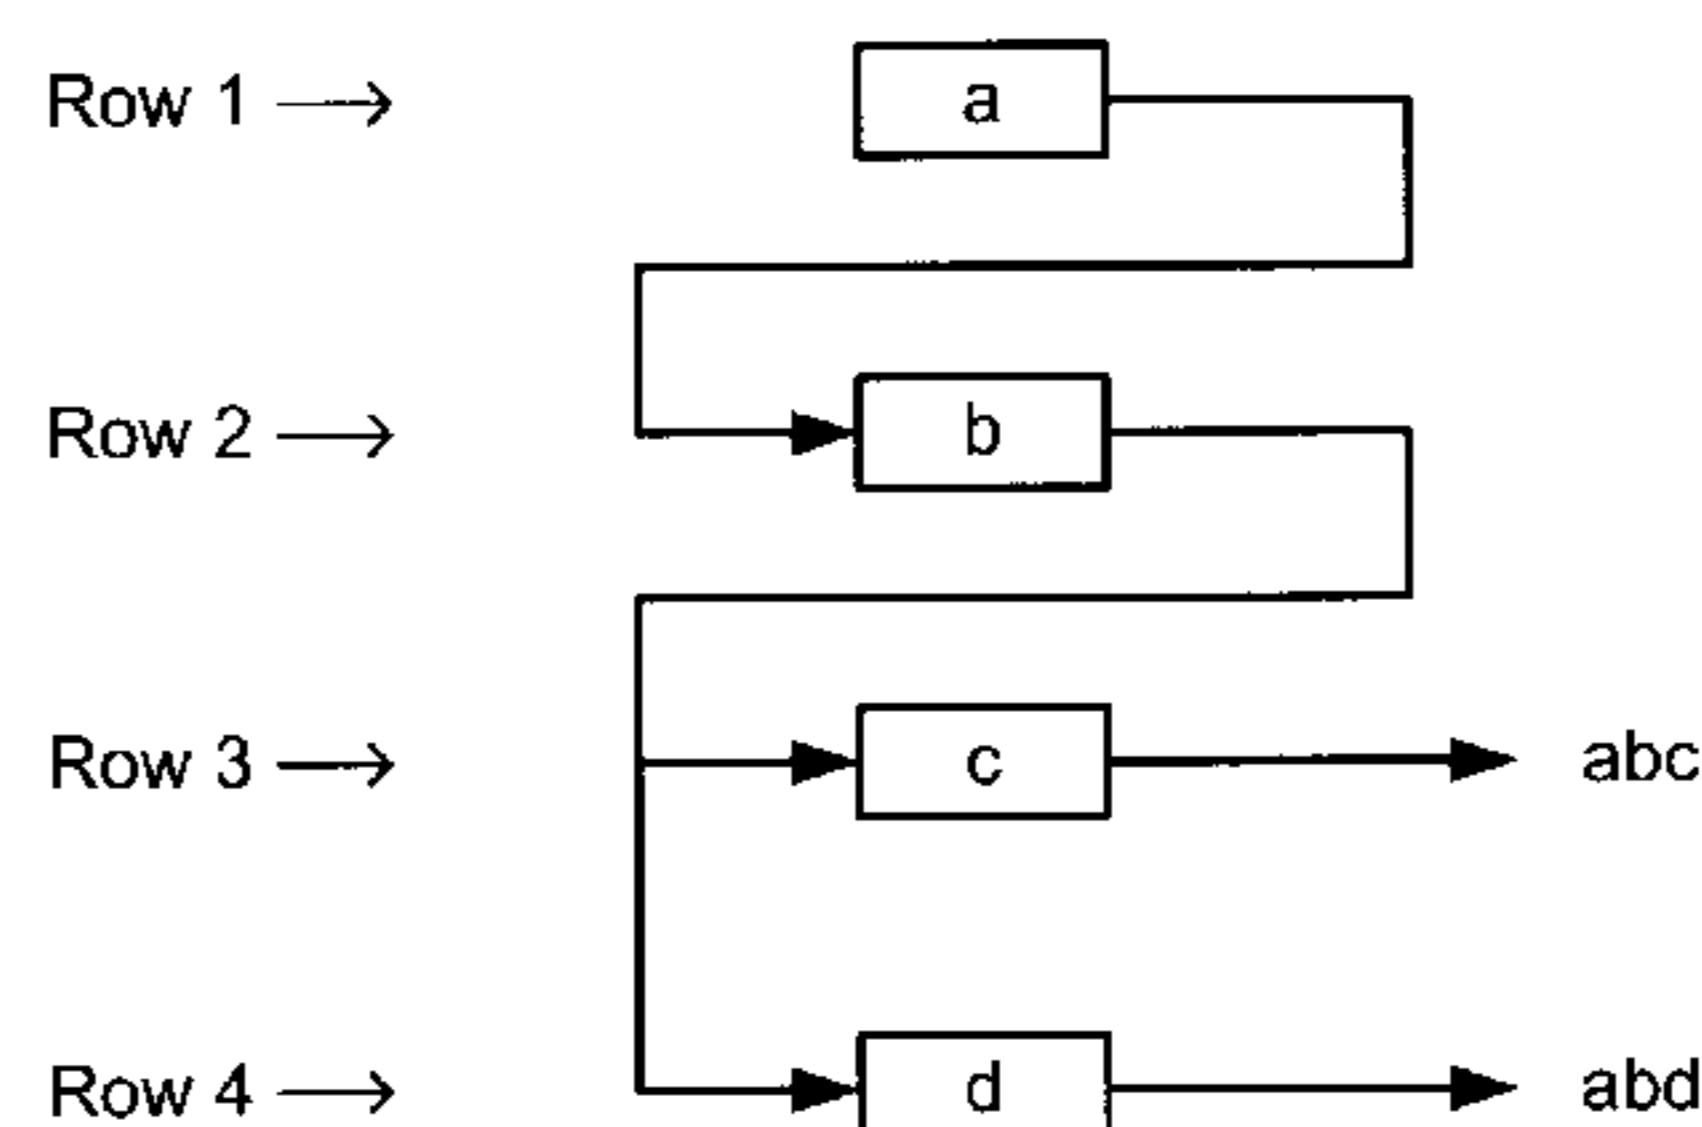 Row 1 → a
Row 2 → b
Row 3 → c abc
Row 4 → d abd